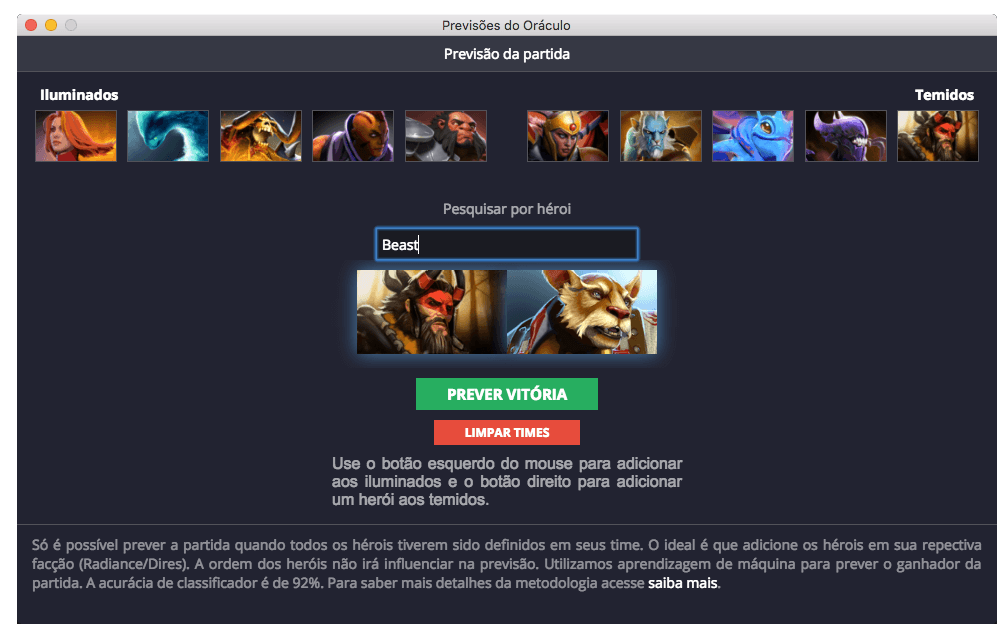 Previsões do Oráculo
Previsão da partida
Iluminados
Temidos
Pesquisar por héroi
Beast
PREVER VITÓRIA
LIMPAR TIMES
Use o botão esquerdo do mouse para adicionar
aos iluminados e o botão direito para adicionar
um herói aos temidos.
Só é possível prever a partida quando todos os hérois tiverem sido definidos em seus time. O ideal é que adicione os hérois em sua repectiva
facção (Radiance/Dires). A ordem dos heróis não irá influenciar na previsão. Utilizamos aprendizagem de máquina para prever o ganhador da
partida. A acurácia de classificador é de 92%. Para saber mais detalhes da metodologia acesse saiba mais.